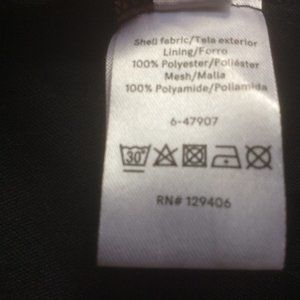 Shell fabric/Tela exterior
Lining/Forro
100% Polyester/Poliéster
Mesh/Malla
100% Polyamide/Poliamida
6-47907
30°
RN# 129406